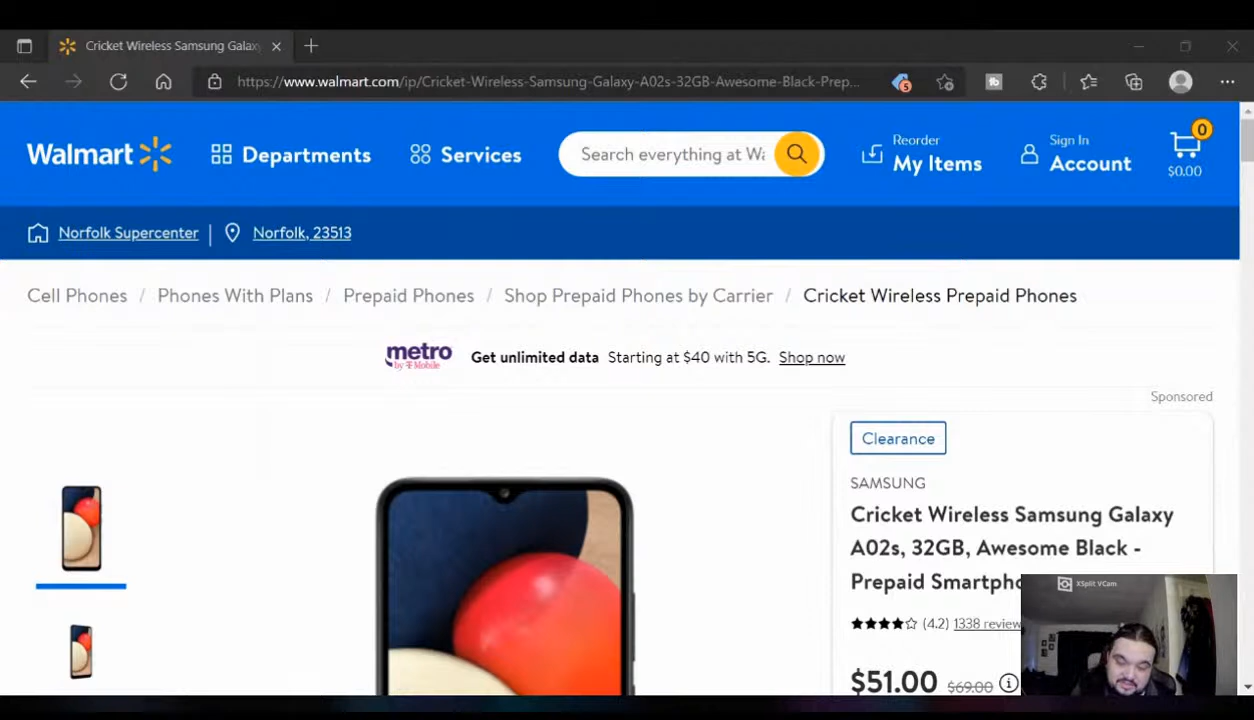 Cricket Wireless Samsung Galax
https://www.walmart.com/ip/Cricket-Wireless-Samsung-Galaxy-A02s-32GB-Awesome-Black-Prep...
5
Walmart
Departments
Services
Search everything at Wa
Reorder
My Items
Sign In
Account
0
$0.00
Norfolk Supercenter
Norfolk, 23513
Cell Phones / Phones With Plans / Prepaid Phones / Shop Prepaid Phones by Carrier / Cricket Wireless Prepaid Phones
metro
by T Mobile
Get unlimited data Starting at $40 with 5G. Shop now
Sponsored
Clearance
SAMSUNG
Cricket Wireless Samsung Galaxy
A02s, 32GB, Awesome Black -
Prepaid Smartpho
(4.2) 1338 review
$51.00 $69.00
XSplit VCam